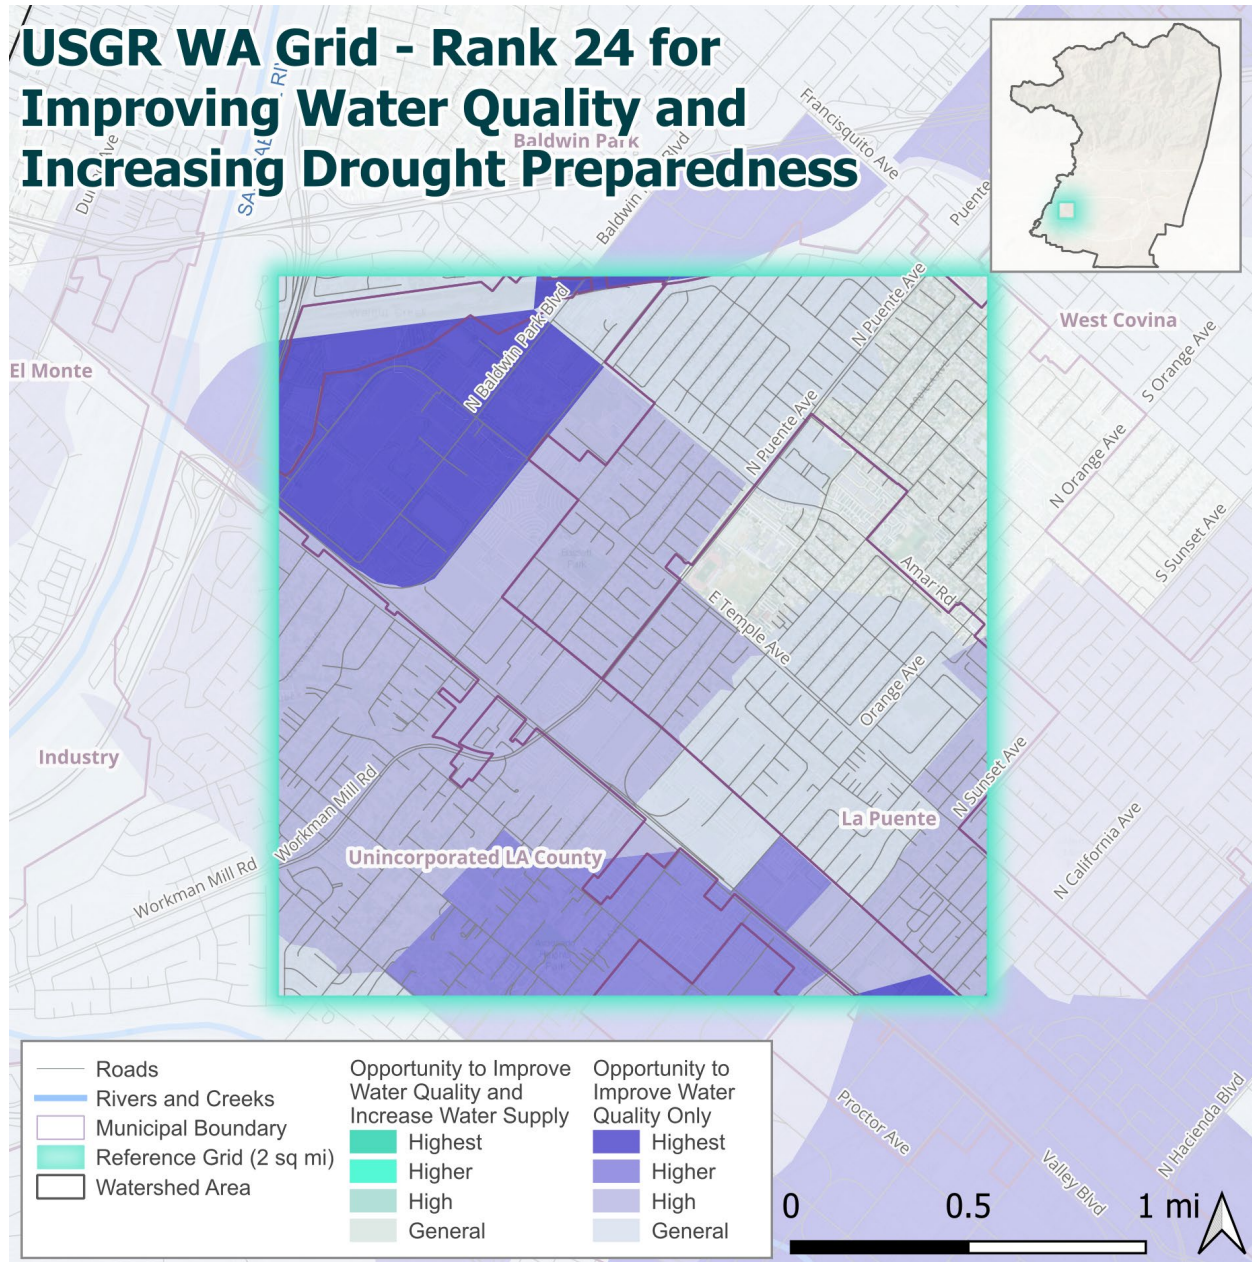 USGR WA Grid - Rank 24 for
Improving Water Quality and
Increasing Drought Preparedness
Baldwin Park
Francisquito Ave
Baldwin
Blvd
Puente
Ave
El Monte
West Covina
S Orange Ave
N Puente Ave
N Baldwin Park Blvd
N Puente Ave
N Orange Ave
S Sunset Ave
Amar Rd
E Temple Ave
Orange Ave
Industry
N Sunset Ave
La Puente
Workman Mill Rd
Unincorporated LA County
Workman Mill Rd
N California Ave
Proctor Ave
Valley Blvd
N Hacienda Blvd
Roads
Rivers and Creeks
Municipal Boundary
Reference Grid (2 sq mi)
Watershed Area
Opportunity to Improve
Water Quality and
Increase Water Supply
Highest
Higher
High
General
Opportunity to
Improve Water
Quality Only
Highest
Higher
High
General
0 0.5 1 mi